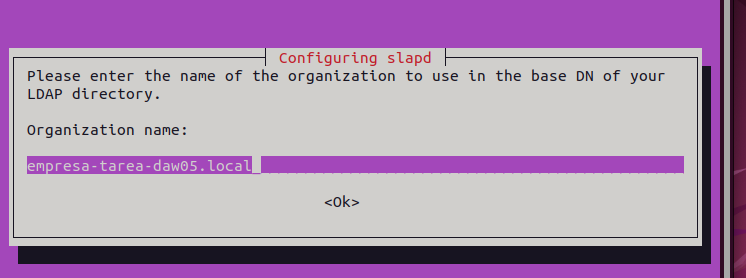 Configuring slapd
Please enter the name of the organization to use in the base DN of your
LDAP directory.
Organization name:
empresa-tarea-daw05.local
<Ok>